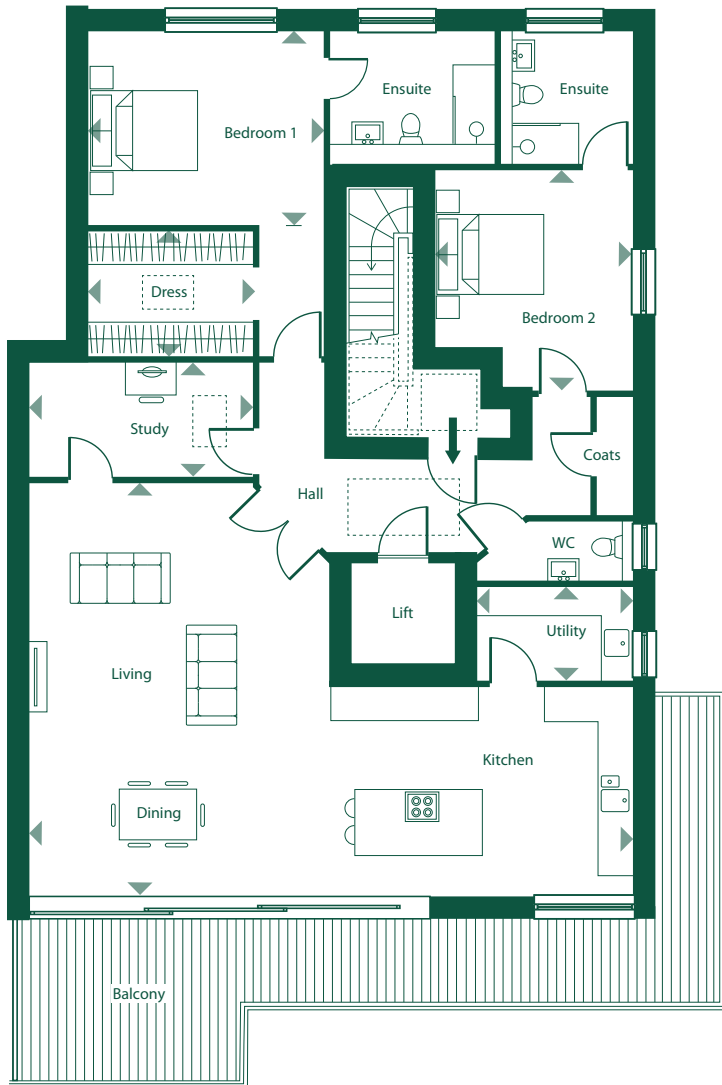 Ensuite
Ensuite
Bedroom 1
Dress
Bedroom 2
Study
Coats
Hall
WC
Lift
Utility
Living
Kitchen
Dining
Balcony